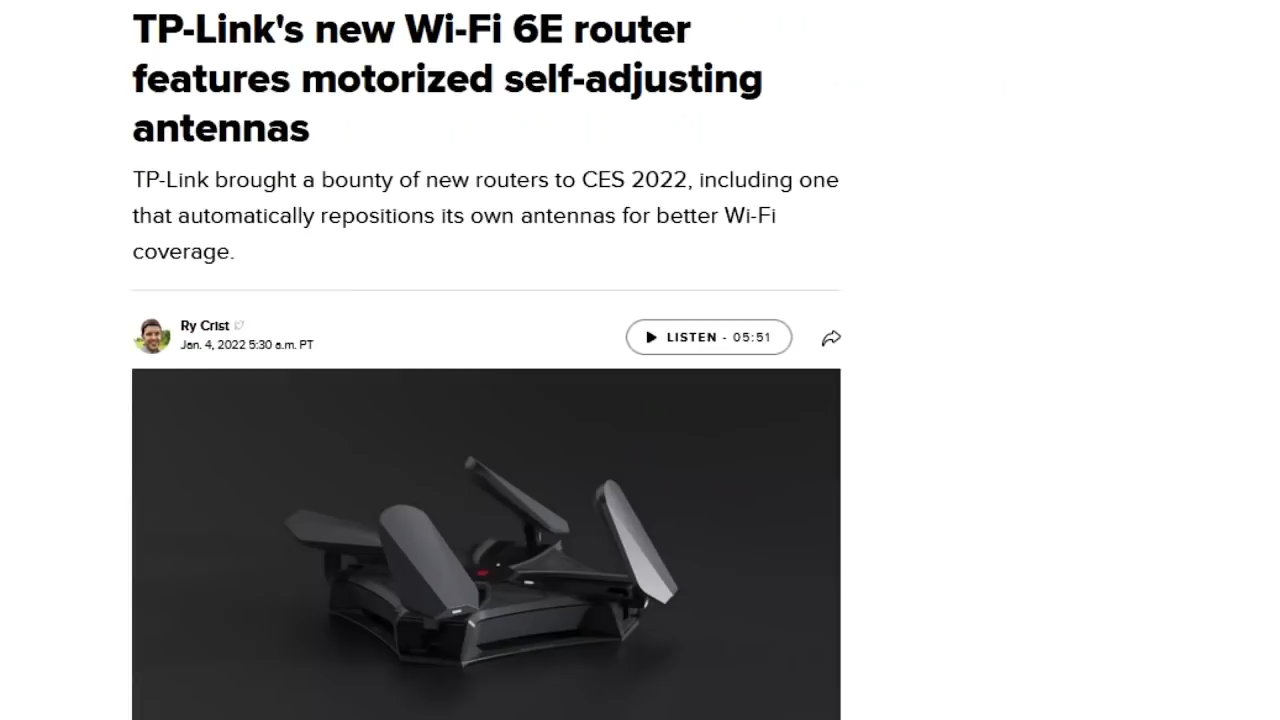 TP-Link's new Wi-Fi 6E router
features motorized self-adjusting
antennas
TP-Link brought a bounty of new routers to CES 2022, including one
that automatically repositions its own antennas for better Wi-Fi
coverage.
Ry Crist
Jan. 4, 2022 5:30 a.m. PT
LISTEN - 05:51